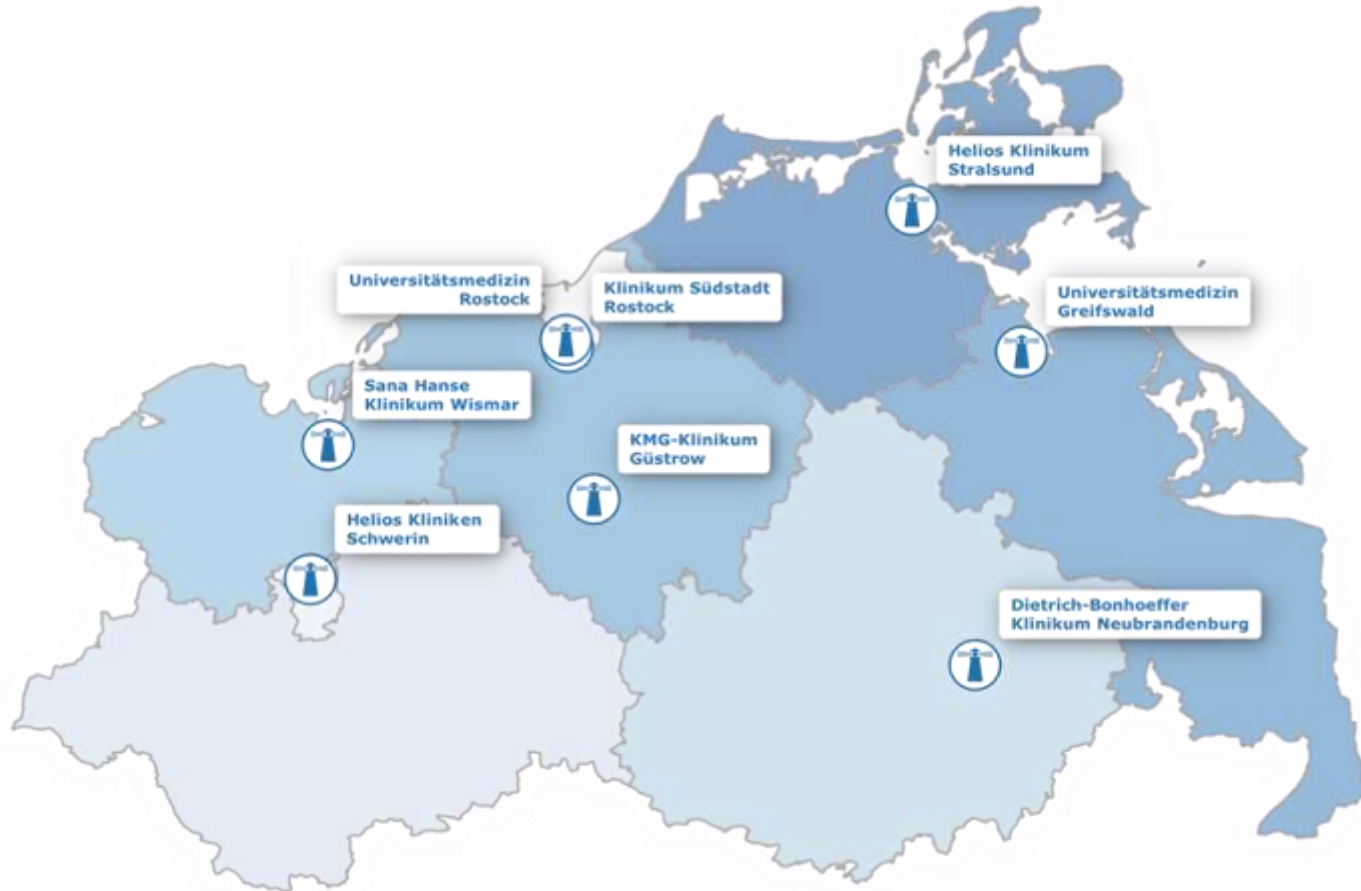 Helios Klinikum
Stralsund
Universitätsmedizin
Rostock
Klinikum Südstadt
Rostock
Universitätsmedizin
Greifswald
Sana Hanse
Klinikum Wismar
KMG-Klinikum
Güstrow
Helios Kliniken
Schwerin
Dietrich-Bonhoeffer
Klinikum Neubrandenburg